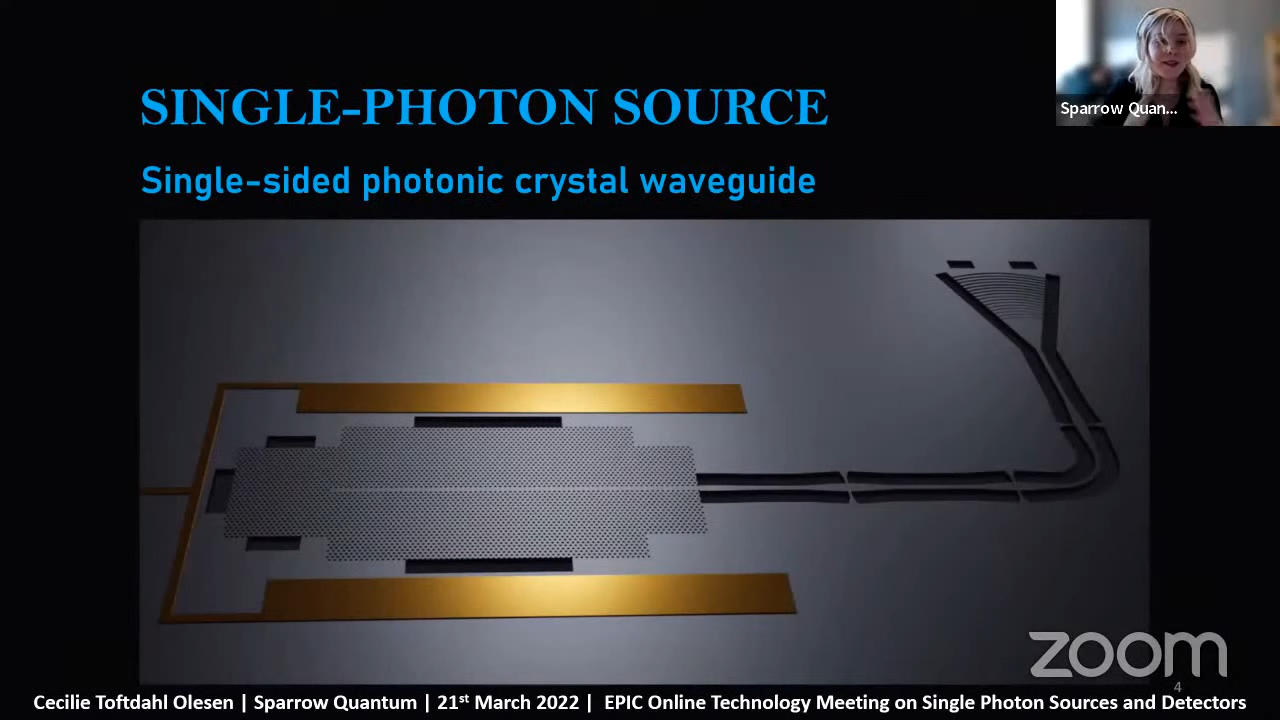 Sparrow Quan...
SINGLE-PHOTON SOURCE
Single-sided photonic crystal waveguide
zoom
4
Cecilie Toftdahl Olesen | Sparrow Quantum | 21st March 2022 | EPIC Online Technology Meeting on Single Photon Sources and Detectors